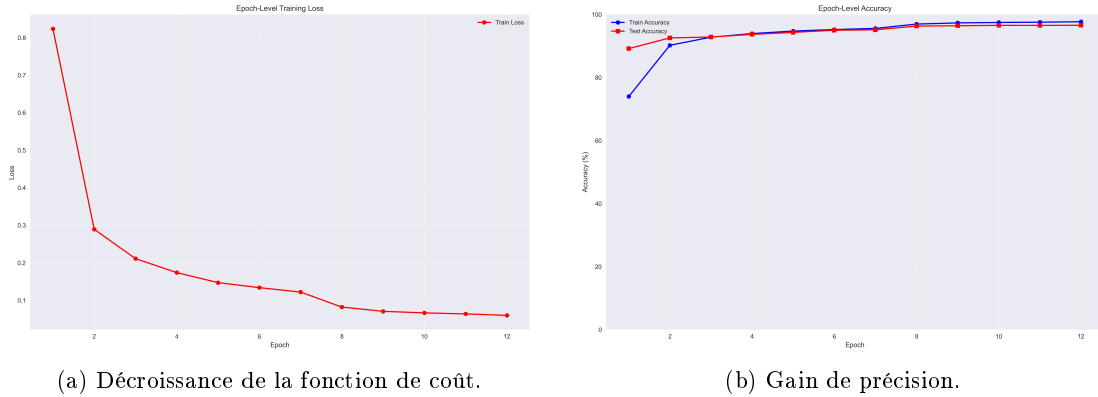 Epoch-Level Training Loss
Train Loss
0.8
0.7
0.6
0.5
0.4
0.3
0.2
0.1
Loss
2 4 6 8 10 12
Epoch
(a) Décroissance de la fonction de coût.
Epoch-Level Accuracy
Train Accuracy
Test Accuracy
100
80
60
40
20
0
Accuracy (%)
2 4 6 8 10 12
Epoch
(b) Gain de précision.